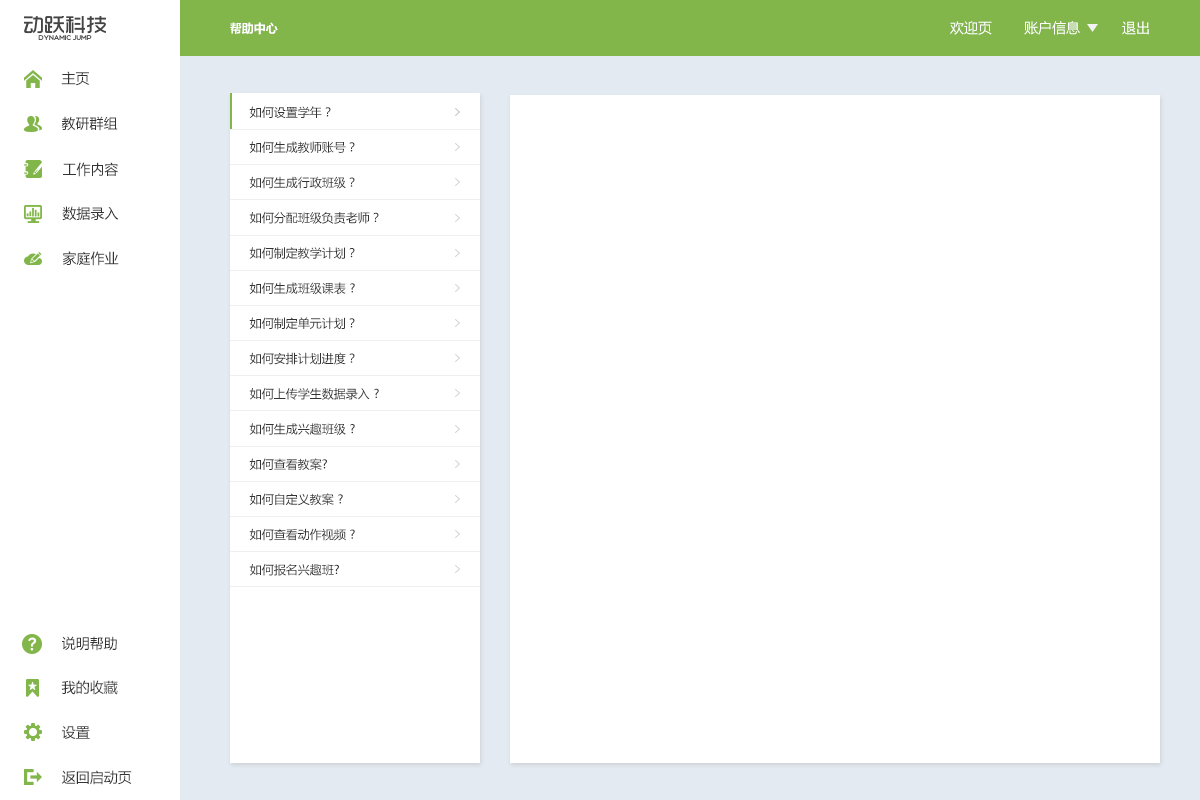 动跃科技
DYNAMIC JUMP
主页
教研群组
工作内容
数据录入
家庭作业
说明帮助
我的收藏
设置
返回启动页
帮助中心
欢迎页
账户信息
退出
如何设置学年？
如何生成教师账号？
如何生成行政班级？
如何分配班级负责老师？
如何制定教学计划？
如何生成班级课表？
如何制定单元计划？
如何安排计划进度？
如何上传学生数据录入？
如何生成兴趣班级？
如何查看教案?
如何自定义教案？
如何查看动作视频？
如何报名兴趣班?